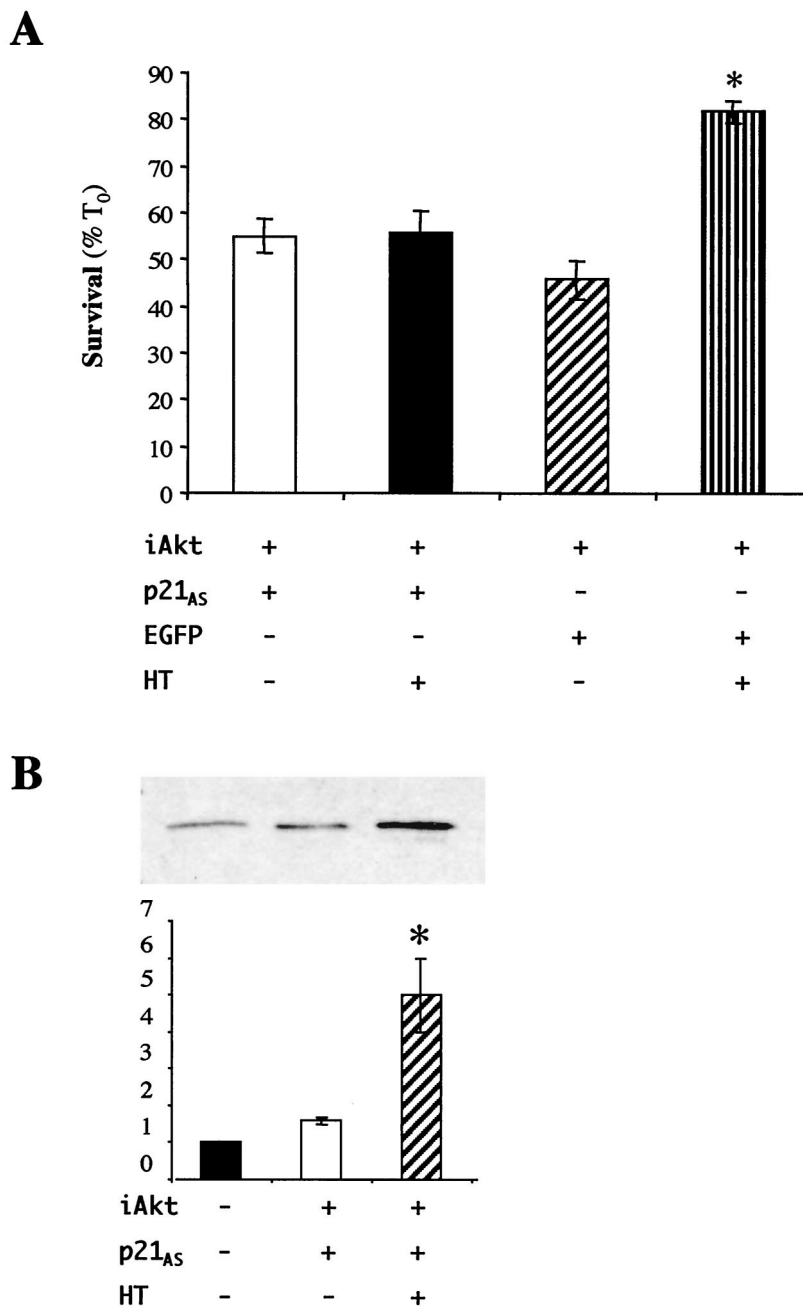 A
Survival (% T0)
90
80
70
60
50
40
30
20
10
0
*
iAkt + + + +
p21AS + + - -
EGFP - - + +
HT - + - +
B
7
6
5
4
3
2
1
0
*
iAkt - + +
p21AS - + +
HT - - +